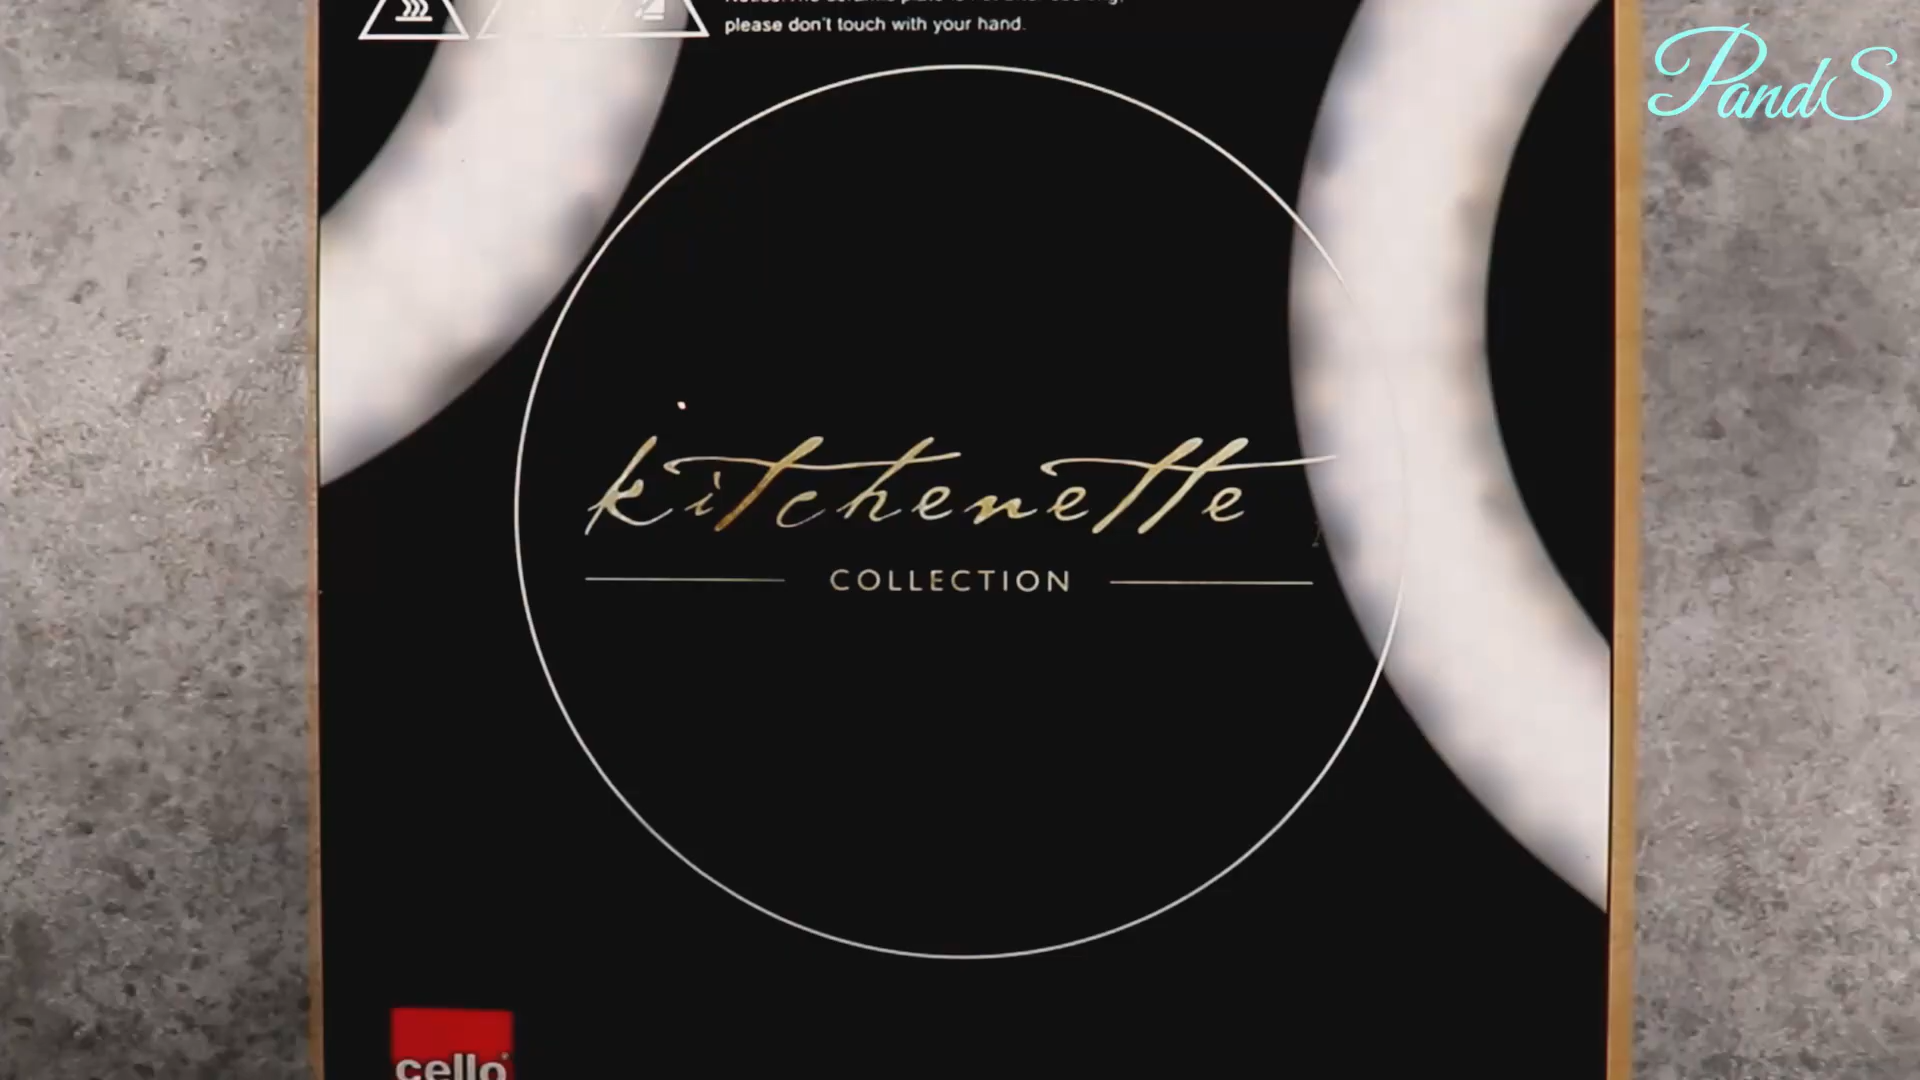 please don't touch with your hand.
PandS
kitchenette
COLLECTION
cello